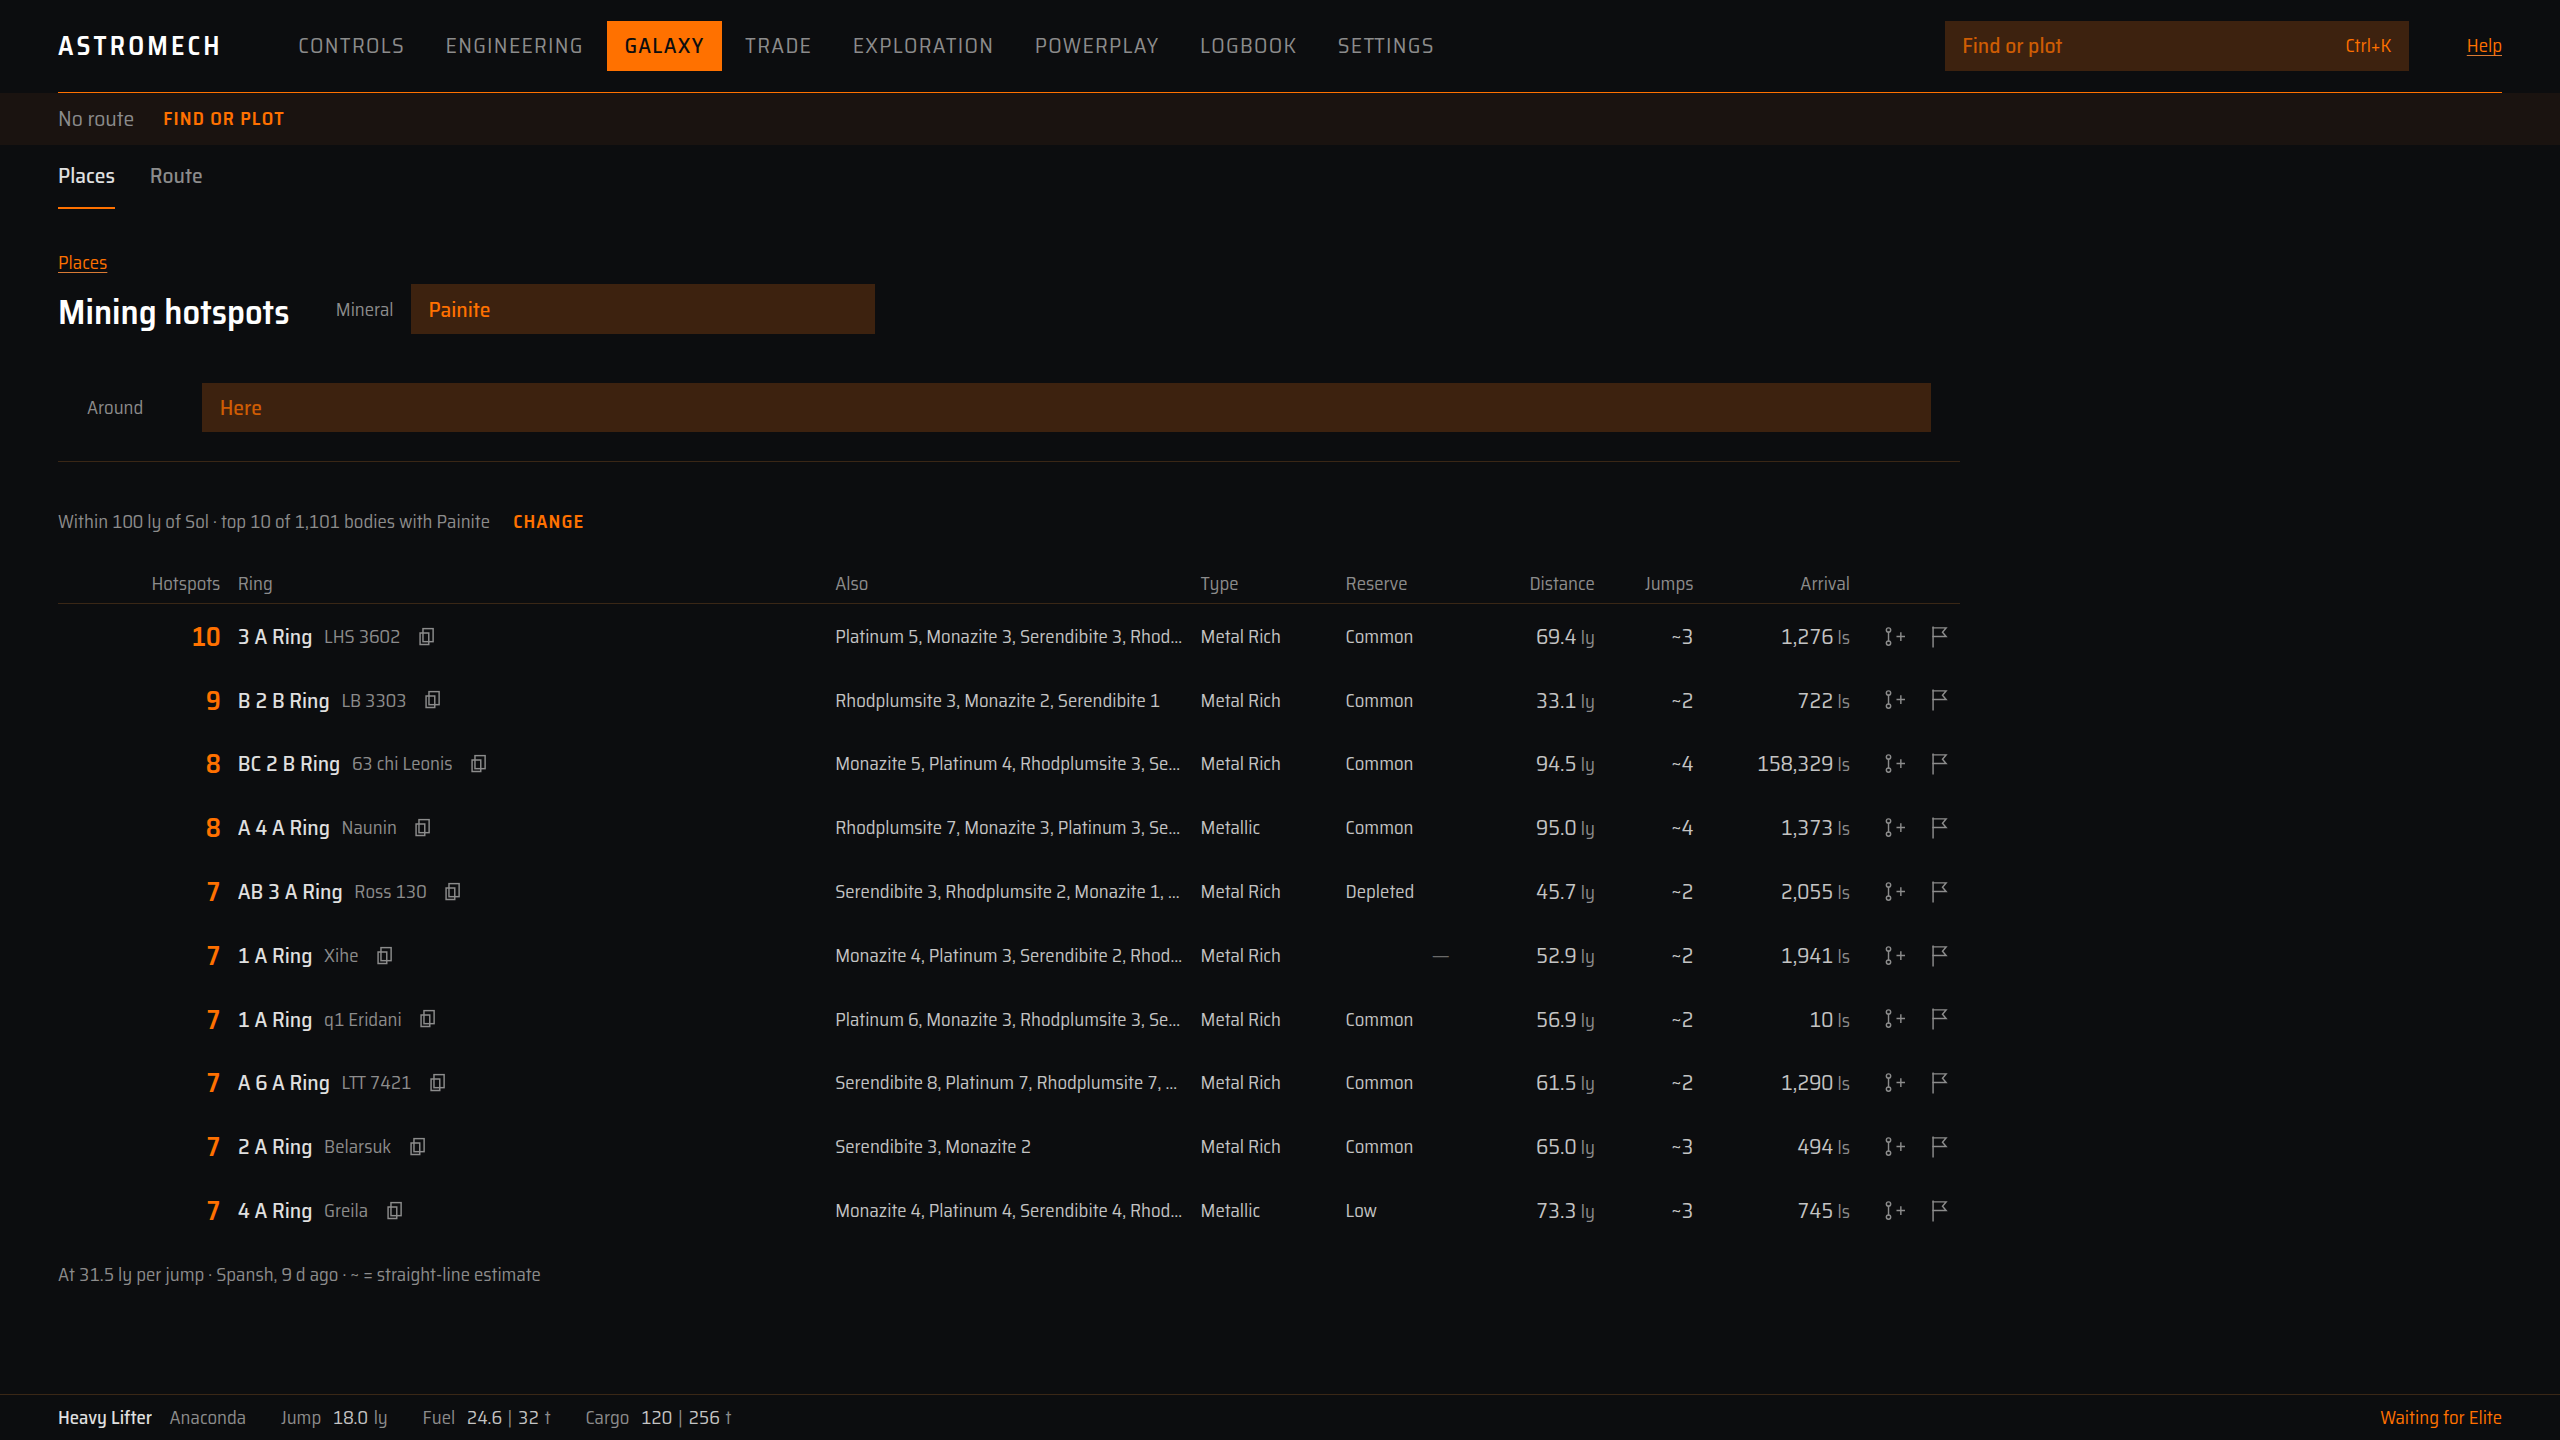 ASTROMECH CONTROLS ENGINEERING GALAXY TRADE EXPLORATION POWERPLAY LOGBOOK SETTINGS Find or plot Ctrl+K Help
No route FIND OR PLOT
Places Route
Places
Mining hotspots Mineral Painite
Around Here
Within 100 ly of Sol · top 10 of 1,101 bodies with Painite CHANGE
Hotspots Ring Also Type Reserve Distance Jumps Arrival
10 3 A Ring LHS 3602 Platinum 5, Monazite 3, Serendibite 3, Rhod... Metal Rich Common 69.4 ly ~3 1,276 ls
9 B 2 B Ring LB 3303 Rhodplumsite 3, Monazite 2, Serendibite 1 Metal Rich Common 33.1 ly ~2 722 ls
8 BC 2 B Ring 63 chi Leonis Monazite 5, Platinum 4, Rhodplumsite 3, Se... Metal Rich Common 94.5 ly ~4 158,329 ls
8 A 4 A Ring Naunin Rhodplumsite 7, Monazite 3, Platinum 3, Se... Metallic Common 95.0 ly ~4 1,373 ls
7 AB 3 A Ring Ross 130 Serendibite 3, Rhodplumsite 2, Monazite 1, ... Metal Rich Depleted 45.7 ly ~2 2,055 ls
7 1 A Ring Xihe Monazite 4, Platinum 3, Serendibite 2, Rhod... Metal Rich — 52.9 ly ~2 1,941 ls
7 1 A Ring q1 Eridani Platinum 6, Monazite 3, Rhodplumsite 3, Se... Metal Rich Common 56.9 ly ~2 10 ls
7 A 6 A Ring LTT 7421 Serendibite 8, Platinum 7, Rhodplumsite 7, ... Metal Rich Common 61.5 ly ~2 1,290 ls
7 2 A Ring Belarsuk Serendibite 3, Monazite 2 Metal Rich Common 65.0 ly ~3 494 ls
7 4 A Ring Greila Monazite 4, Platinum 4, Serendibite 4, Rhod... Metallic Low 73.3 ly ~3 745 ls
At 31.5 ly per jump · Spansh, 9 d ago · ~ = straight-line estimate
Heavy Lifter Anaconda Jump 18.0 ly Fuel 24.6 | 32 t Cargo 120 | 256 t Waiting for Elite